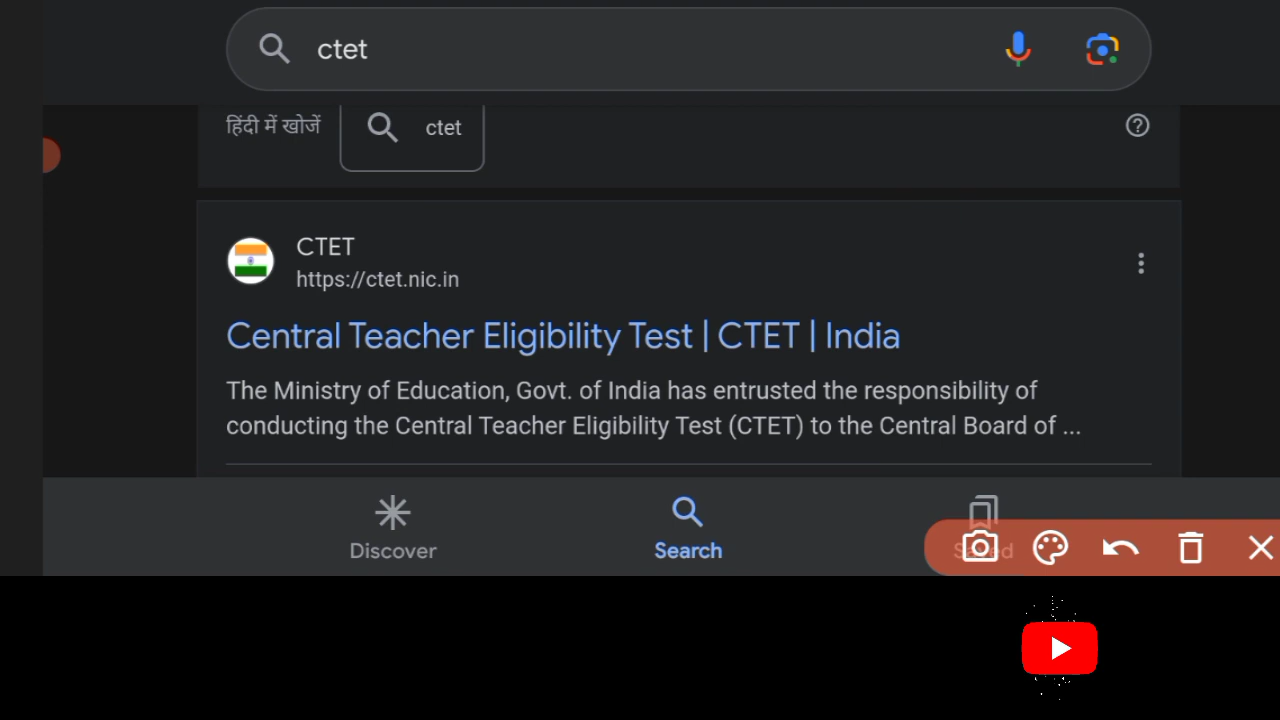 ctet
हिंदी में खोजें ctet
CTET
https://ctet.nic.in
Central Teacher Eligibility Test | CTET | India
The Ministry of Education, Govt. of India has entrusted the responsibility of
conducting the Central Teacher Eligibility Test (CTET) to the Central Board of ...
Discover Search Saved